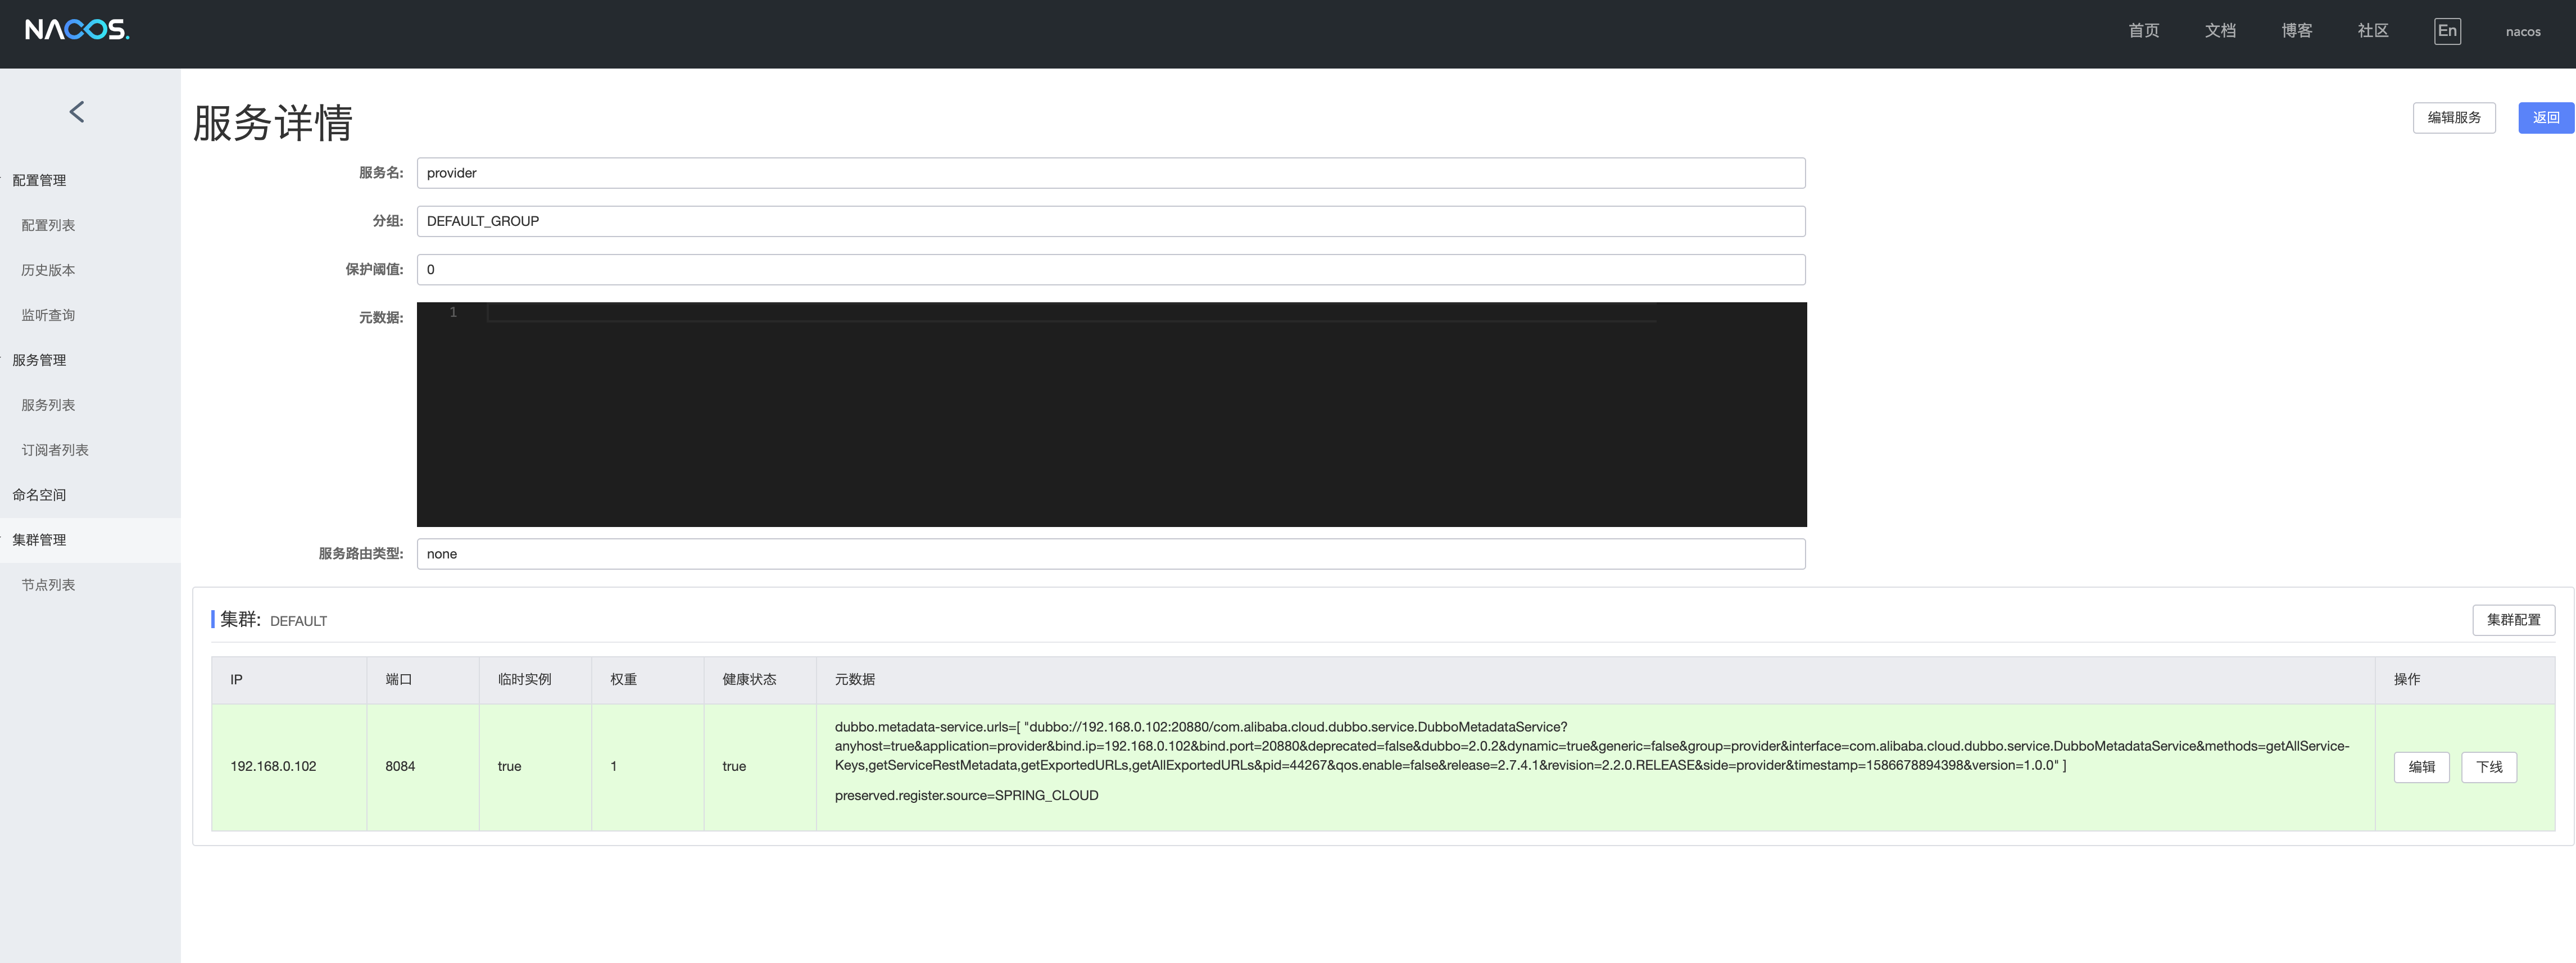 NACOS.
首页 文档 博客 社区 En nacos
配置管理
配置列表
历史版本
监听查询
服务管理
服务列表
订阅者列表
命名空间
集群管理
节点列表
服务详情
编辑服务 返回
服务名: provider
分组: DEFAULT_GROUP
保护阈值: 0
元数据: 1
服务路由类型: none
集群: DEFAULT
集群配置
IP 端口 临时实例 权重 健康状态 元数据 操作
192.168.0.102 8084 true 1 true
dubbo.metadata-service.urls=[ "dubbo://192.168.0.102:20880/com.alibaba.cloud.dubbo.service.DubboMetadataService?
anyhost=true&application=provider&bind.ip=192.168.0.102&bind.port=20880&deprecated=false&dubbo=2.0.2&dynamic=true&generic=false&group=provider&interface=com.alibaba.cloud.dubbo.service.DubboMetadataService&methods=getAllService-
Keys,getServiceRestMetadata,getExportedURLs,getAllExportedURLs&pid=44267&qos.enable=false&release=2.7.4.1&revision=2.2.0.RELEASE&side=provider&timestamp=1586678894398&version=1.0.0" ]
preserved.register.source=SPRING_CLOUD
编辑 下线